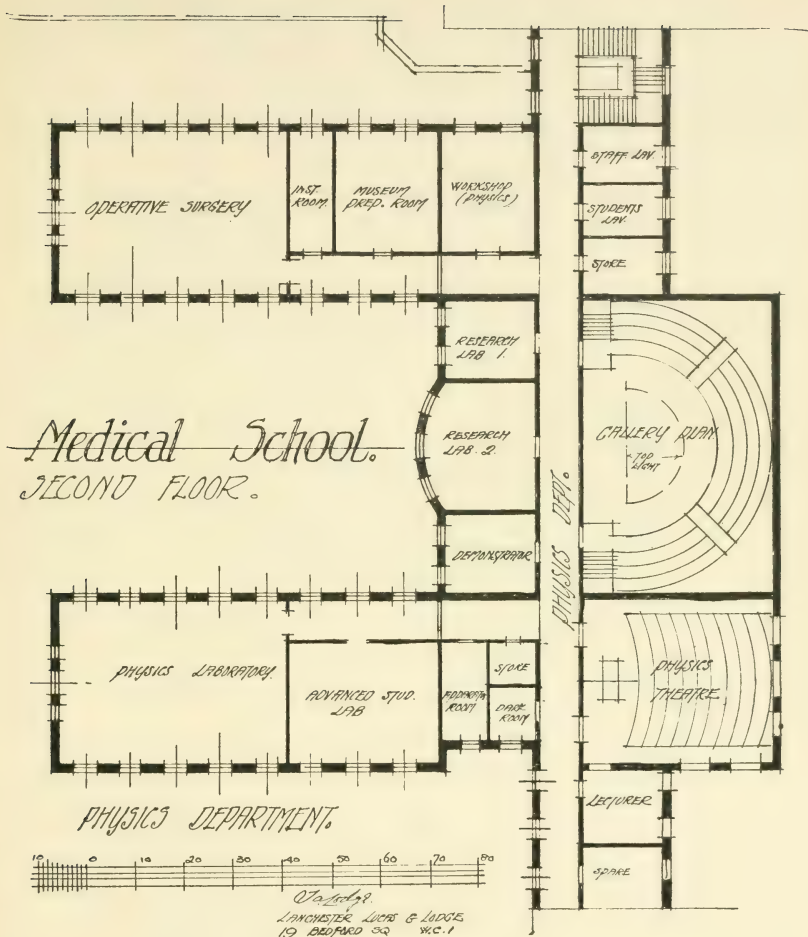 STAFF LAV.
OPERATIVE SURGERY
INST.
ROOM.
MUSEUM
PREP. ROOM
WORKSHOP
(PHYSICS)
STUDENTS
LAV.
STORE
RESEARCH
LAB 1.
Medical School.
SECOND FLOOR.
RESEARCH
LAB. 2.
GALLERY PLAN
TOP
LIGHT
DEMONSTRATOR
PHYSICS DEPT.
PHYSICS LABORATORY.
ADVANCED STUD.
LAB
ROOM
STORE
DARK
ROOM
PHYSICS
THEATRE
LECTURER
SPARE
PHYSICS DEPARTMENT.
10 0 10 20 30 40 50 60 70 80
LANCHESTER LUCAS & LODGE
19 BEDFORD SQ W.C.1